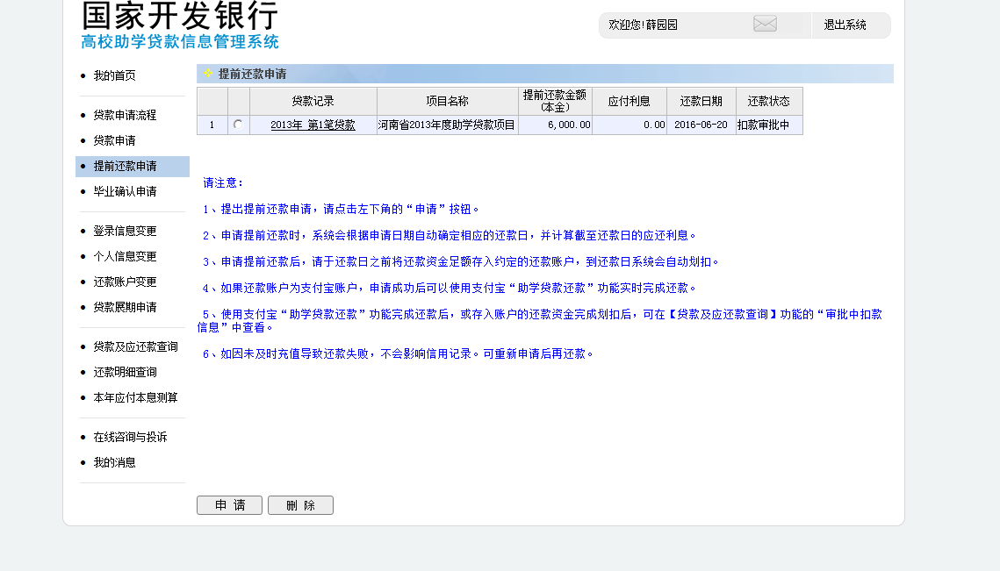 国家开发银行
高校助学贷款信息管理系统
欢迎您!薛园园
退出系统
我的首页
贷款申请流程
贷款申请
提前还款申请
毕业确认申请
登录信息变更
个人信息变更
还款账户变更
贷款展期申请
贷款及应还款查询
还款明细查询
本年应付本息测算
在线咨询与投诉
我的消息
提前还款申请
贷款记录 项目名称 提前还款金额(本金) 应付利息 还款日期 还款状态
1 2013年 第1笔贷款 河南省2013年度助学贷款项目 6,000.00 0.00 2016-06-20 扣款审批中
请注意：
1、提出提前还款申请，请点击左下角的“申请”按钮。
2、申请提前还款时，系统会根据申请日期自动确定相应的还款日，并计算截至还款日的应还利息。
3、申请提前还款后，请于还款日之前将还款资金足额存入约定的还款账户，到还款日系统会自动划扣。
4、如果还款账户为支付宝账户，申请成功后可以使用支付宝“助学贷款还款”功能实时完成还款。
5、使用支付宝“助学贷款还款”功能完成还款后，或存入账户的还款资金完成划扣后，可在【贷款及应还款查询】功能的“审批中扣款
信息”中查看。
6、如因未及时充值导致还款失败，不会影响信用记录。可重新申请后再还款。
申 请
删 除